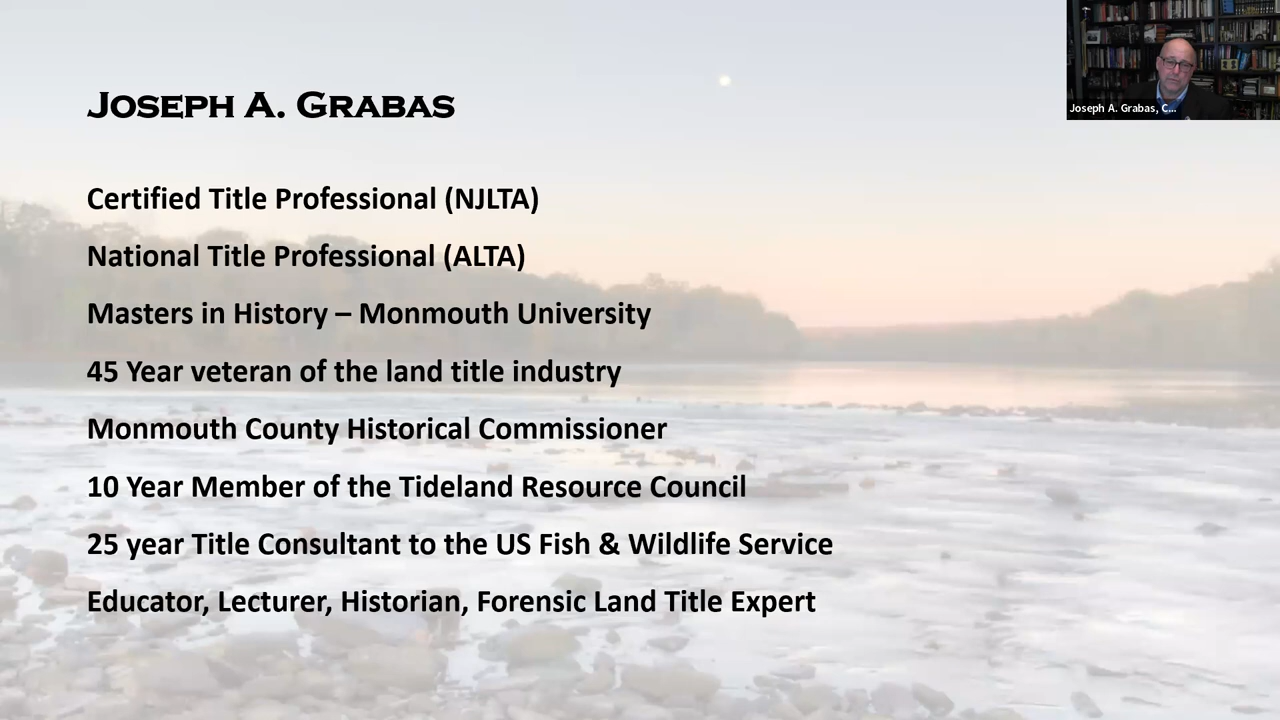 Joseph A. Grabas
Joseph A. Grabas, C...
Certified Title Professional (NJLTA)
National Title Professional (ALTA)
Masters in History – Monmouth University
45 Year veteran of the land title industry
Monmouth County Historical Commissioner
10 Year Member of the Tideland Resource Council
25 year Title Consultant to the US Fish & Wildlife Service
Educator, Lecturer, Historian, Forensic Land Title Expert